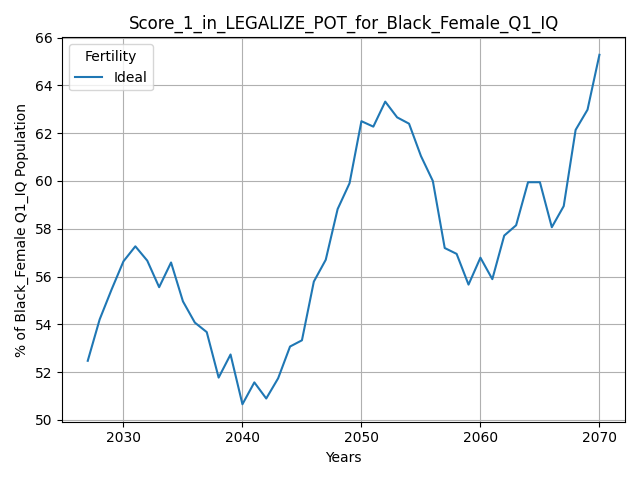 Score_1_in_LEGALIZE_POT_for_Black_Female_Q1_IQ
Fertility
Ideal
% of Black_Female Q1_IQ Population
66
64
62
60
58
56
54
52
50
2030
2040
2050
2060
2070
Years